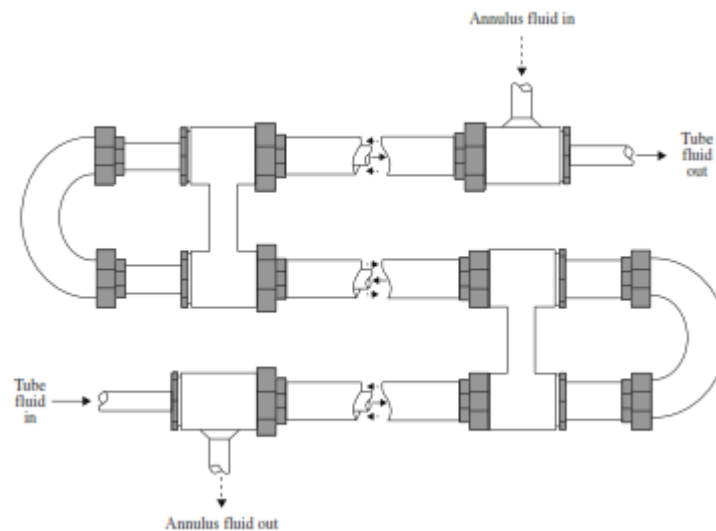 Annulus fluid in
Tube
fluid
out
Tube
fluid
in
Annulus fluid out